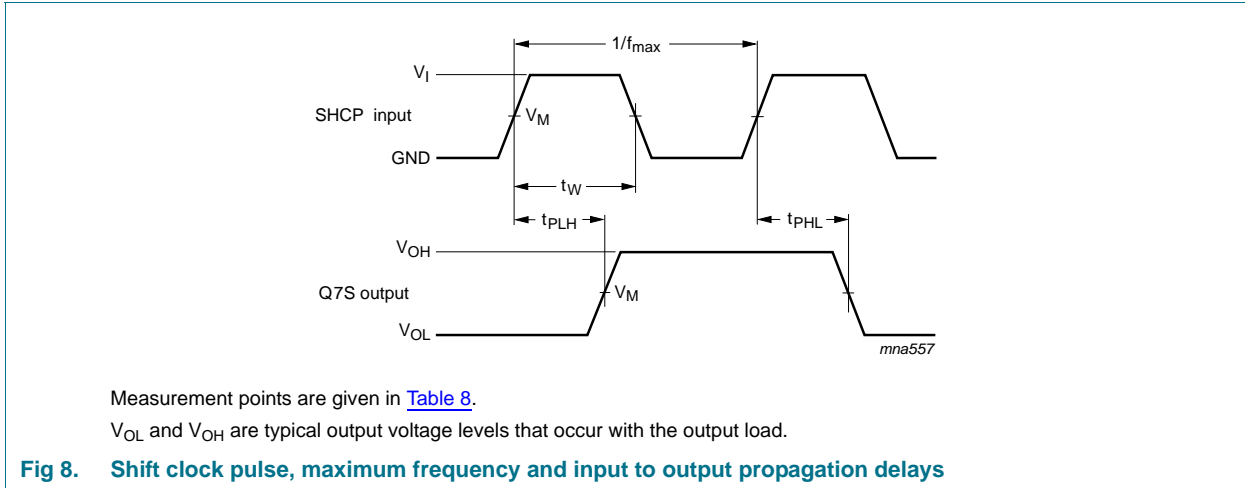 1/fmax
VI
SHCP input
VM
GND
tW
tPLH
tPHL
VOH
Q7S output
VM
VOL
mna557
Measurement points are given in Table 8.
VOL and VOH are typical output voltage levels that occur with the output load.
Fig 8. Shift clock pulse, maximum frequency and input to output propagation delays